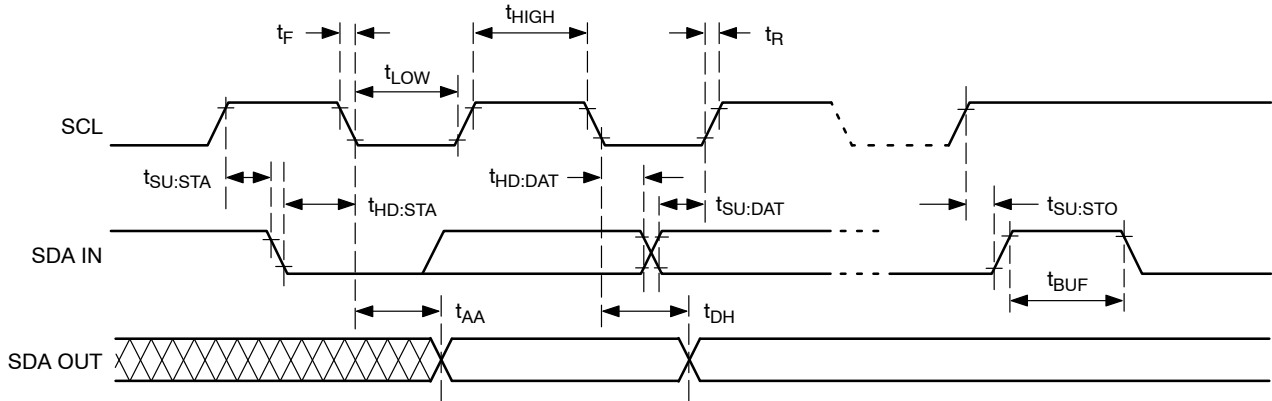 tHIGH
tF
tR
tLOW
SCL
tSU:STA
tHD:STA
tHD:DAT
tSU:DAT
tSU:STO
SDA IN
tBUF
tAA
tDH
SDA OUT